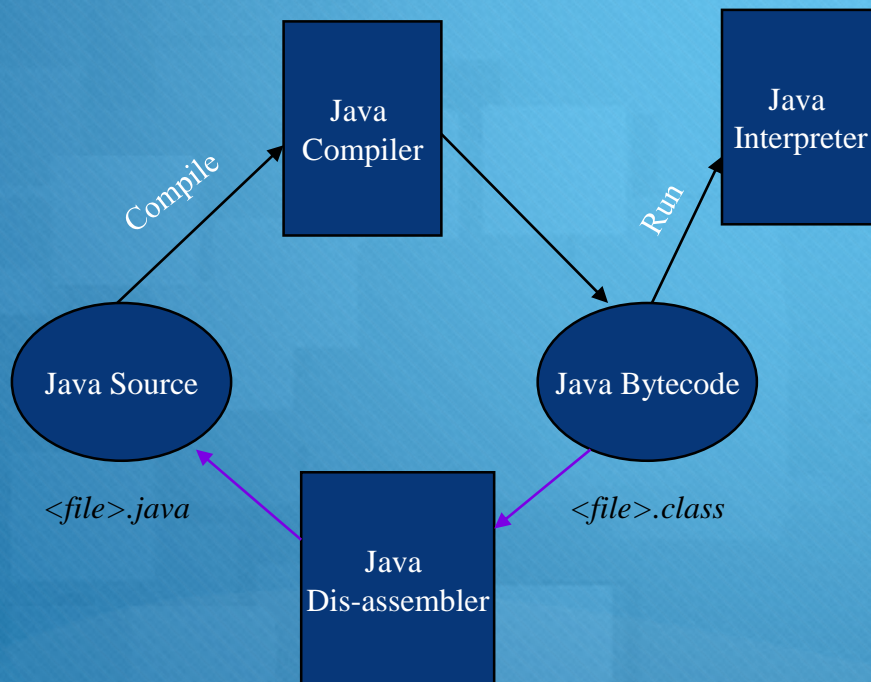 Java
Compiler
Java
Interpreter
Compile
Run
Java Source
Java Bytecode
<file>.java
<file>.class
Java
Dis-assembler